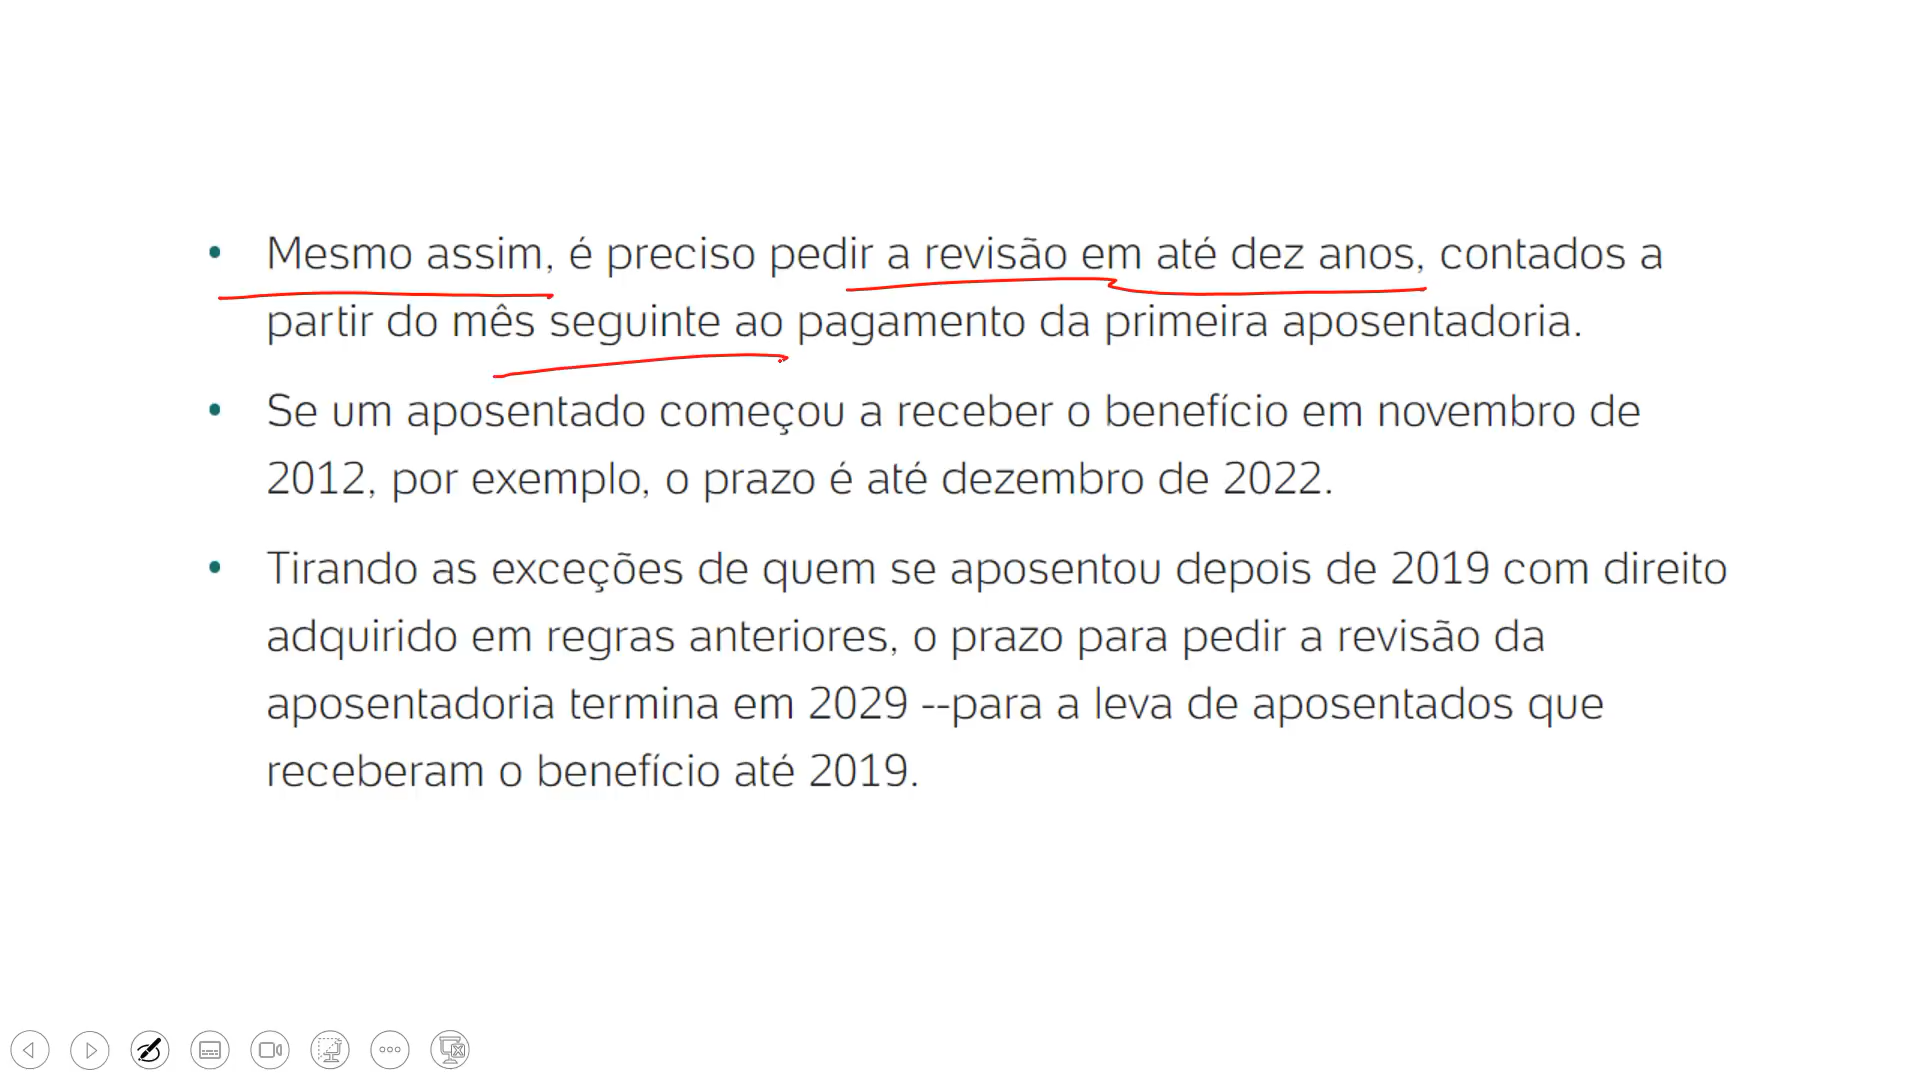 • Mesmo assim, é preciso pedir a revisão em até dez anos, contados a
partir do mês seguinte ao pagamento da primeira aposentadoria.
• Se um aposentado começou a receber o benefício em novembro de
2012, por exemplo, o prazo é até dezembro de 2022.
• Tirando as exceções de quem se aposentou depois de 2019 com direito
adquirido em regras anteriores, o prazo para pedir a revisão da
aposentadoria termina em 2029 --para a leva de aposentados que
receberam o benefício até 2019.